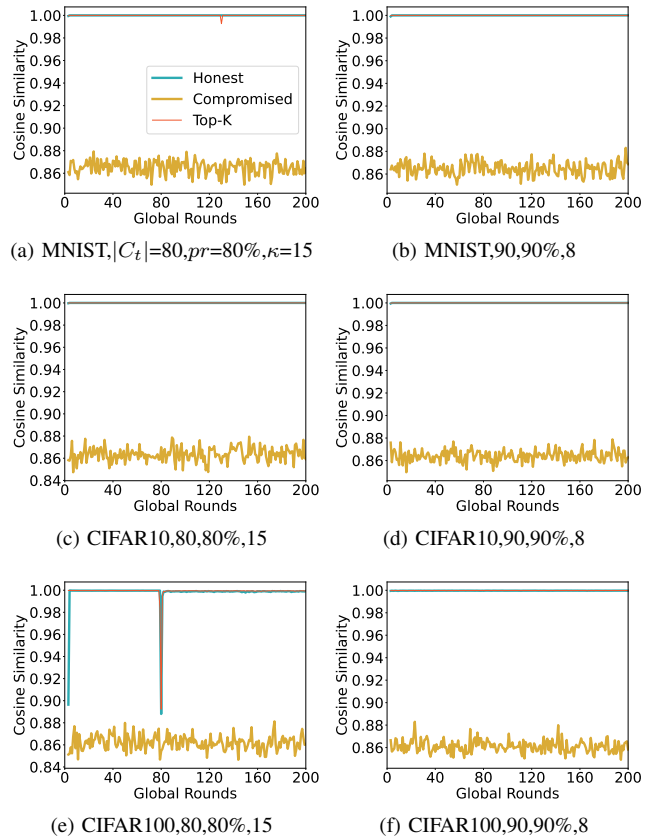 1.00
0.98
0.96
0.94
0.92
0.90
0.88
0.86
Cosine Similarity
Honest
Compromised
Top-K
0 40 80 120 160 200
Global Rounds
(a) MNIST,|C_t|=80,pr=80%,κ=15
1.00
0.98
0.96
0.94
0.92
0.90
0.88
0.86
Cosine Similarity
0 40 80 120 160 200
Global Rounds
(b) MNIST,90,90%,8
1.00
0.98
0.96
0.94
0.92
0.90
0.88
0.86
0.84
Cosine Similarity
0 40 80 120 160 200
Global Rounds
(c) CIFAR10,80,80%,15
1.00
0.98
0.96
0.94
0.92
0.90
0.88
0.86
Cosine Similarity
0 40 80 120 160 200
Global Rounds
(d) CIFAR10,90,90%,8
1.00
0.98
0.96
0.94
0.92
0.90
0.88
0.86
0.84
Cosine Similarity
0 40 80 120 160 200
Global Rounds
(e) CIFAR100,80,80%,15
1.00
0.98
0.96
0.94
0.92
0.90
0.88
0.86
Cosine Similarity
0 40 80 120 160 200
Global Rounds
(f) CIFAR100,90,90%,8